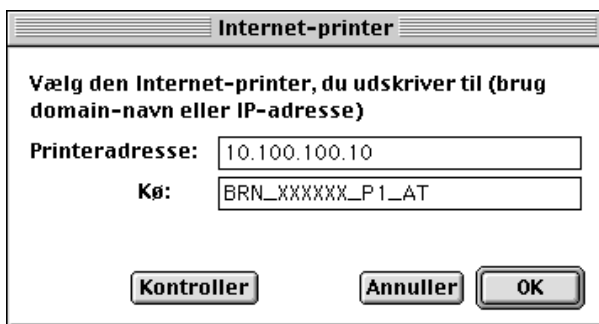 Internet-printer
Vælg den Internet-printer, du udskriver til (brug
domain-navn eller IP-adresse)
Printeradresse: 10.100.100.10
Kø: BRN_XXXXXX_P1_AT
Kontroller Annuller OK